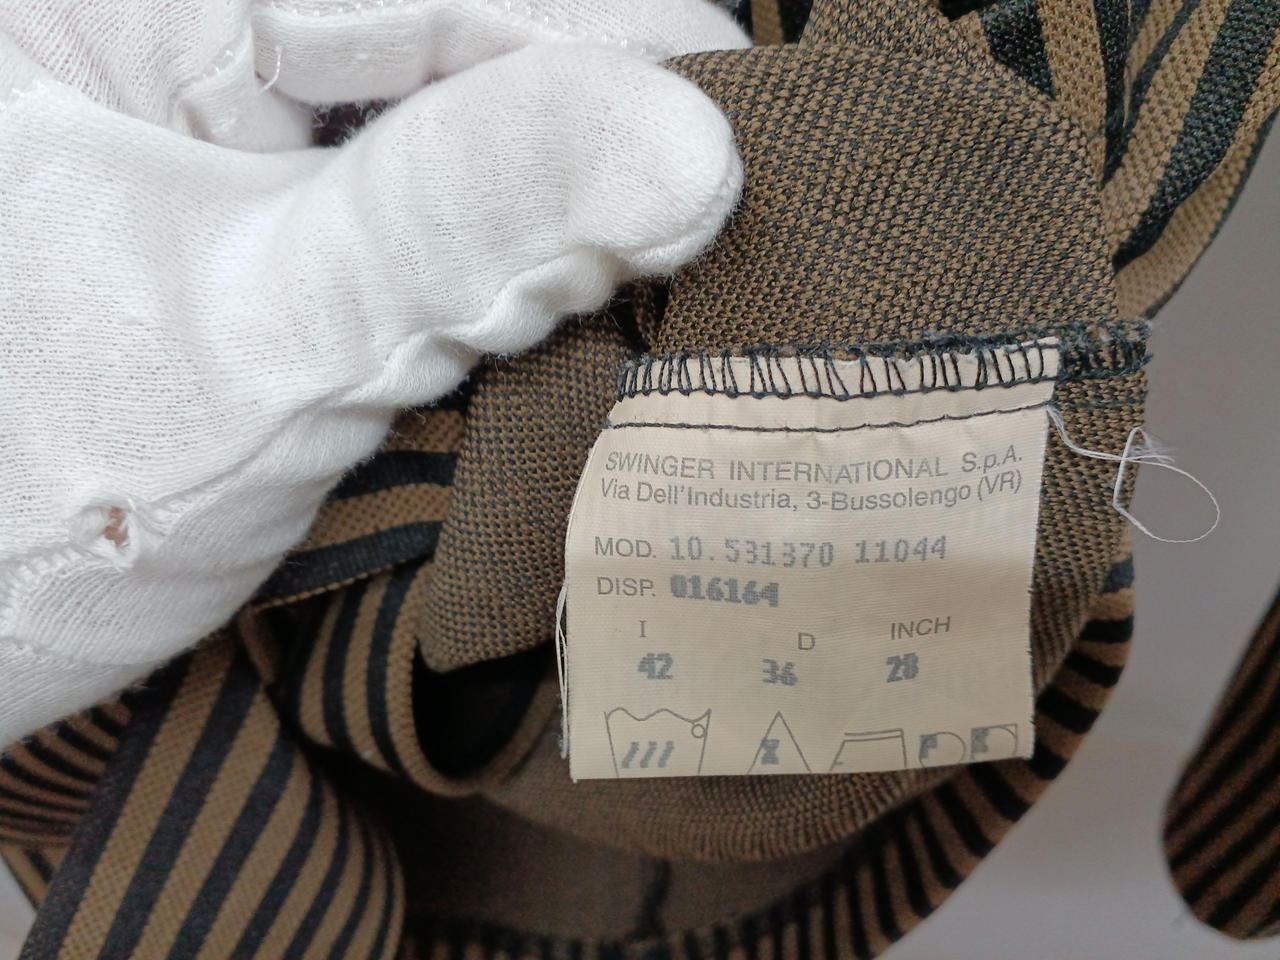 SWINGER INTERNATIONAL S.p.A.
Via Dell'Industria, 3-Bussolengo (VR)
MOD. 10.531370 11044
DISP. 016164
I D INCH
42 36 28